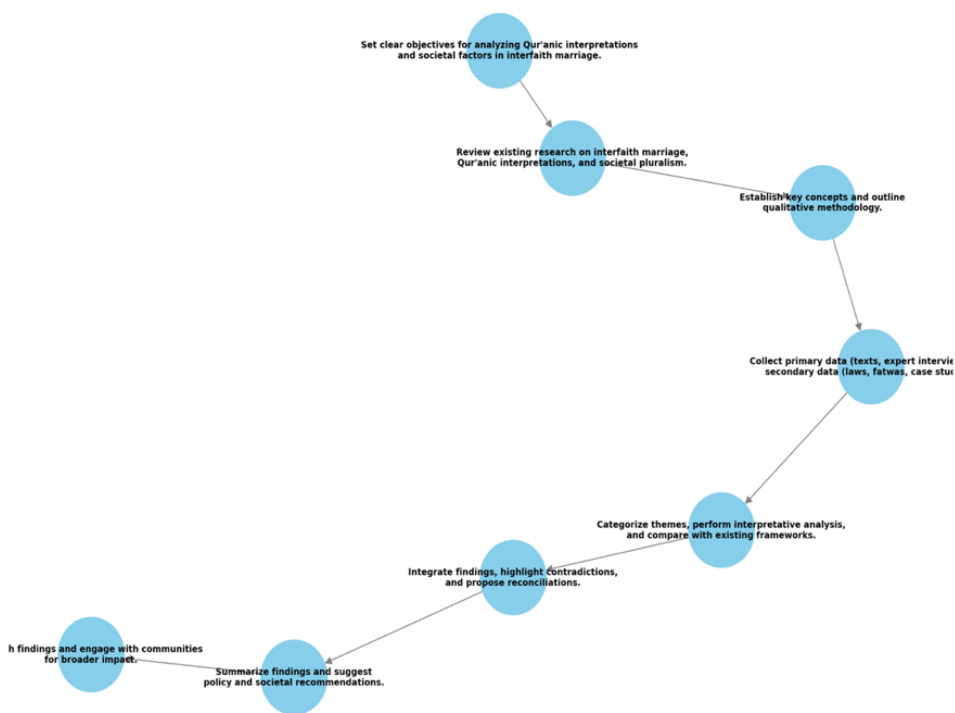 Set clear objectives for analyzing Qur'anic interpretations
and societal factors in interfaith marriage.
Review existing research on interfaith marriage,
Qur'anic interpretations, and societal pluralism.
Establish key concepts and outline
qualitative methodology.
Collect primary data (texts, expert
secondary data (laws, fatwas, case
Categorize themes, perform interpretative analysis,
and compare with existing frameworks.
Integrate findings, highlight contradictions,
and propose reconciliations.
findings and engage with communities
for broader impact.
Summarize findings and suggest
policy and societal recommendations.